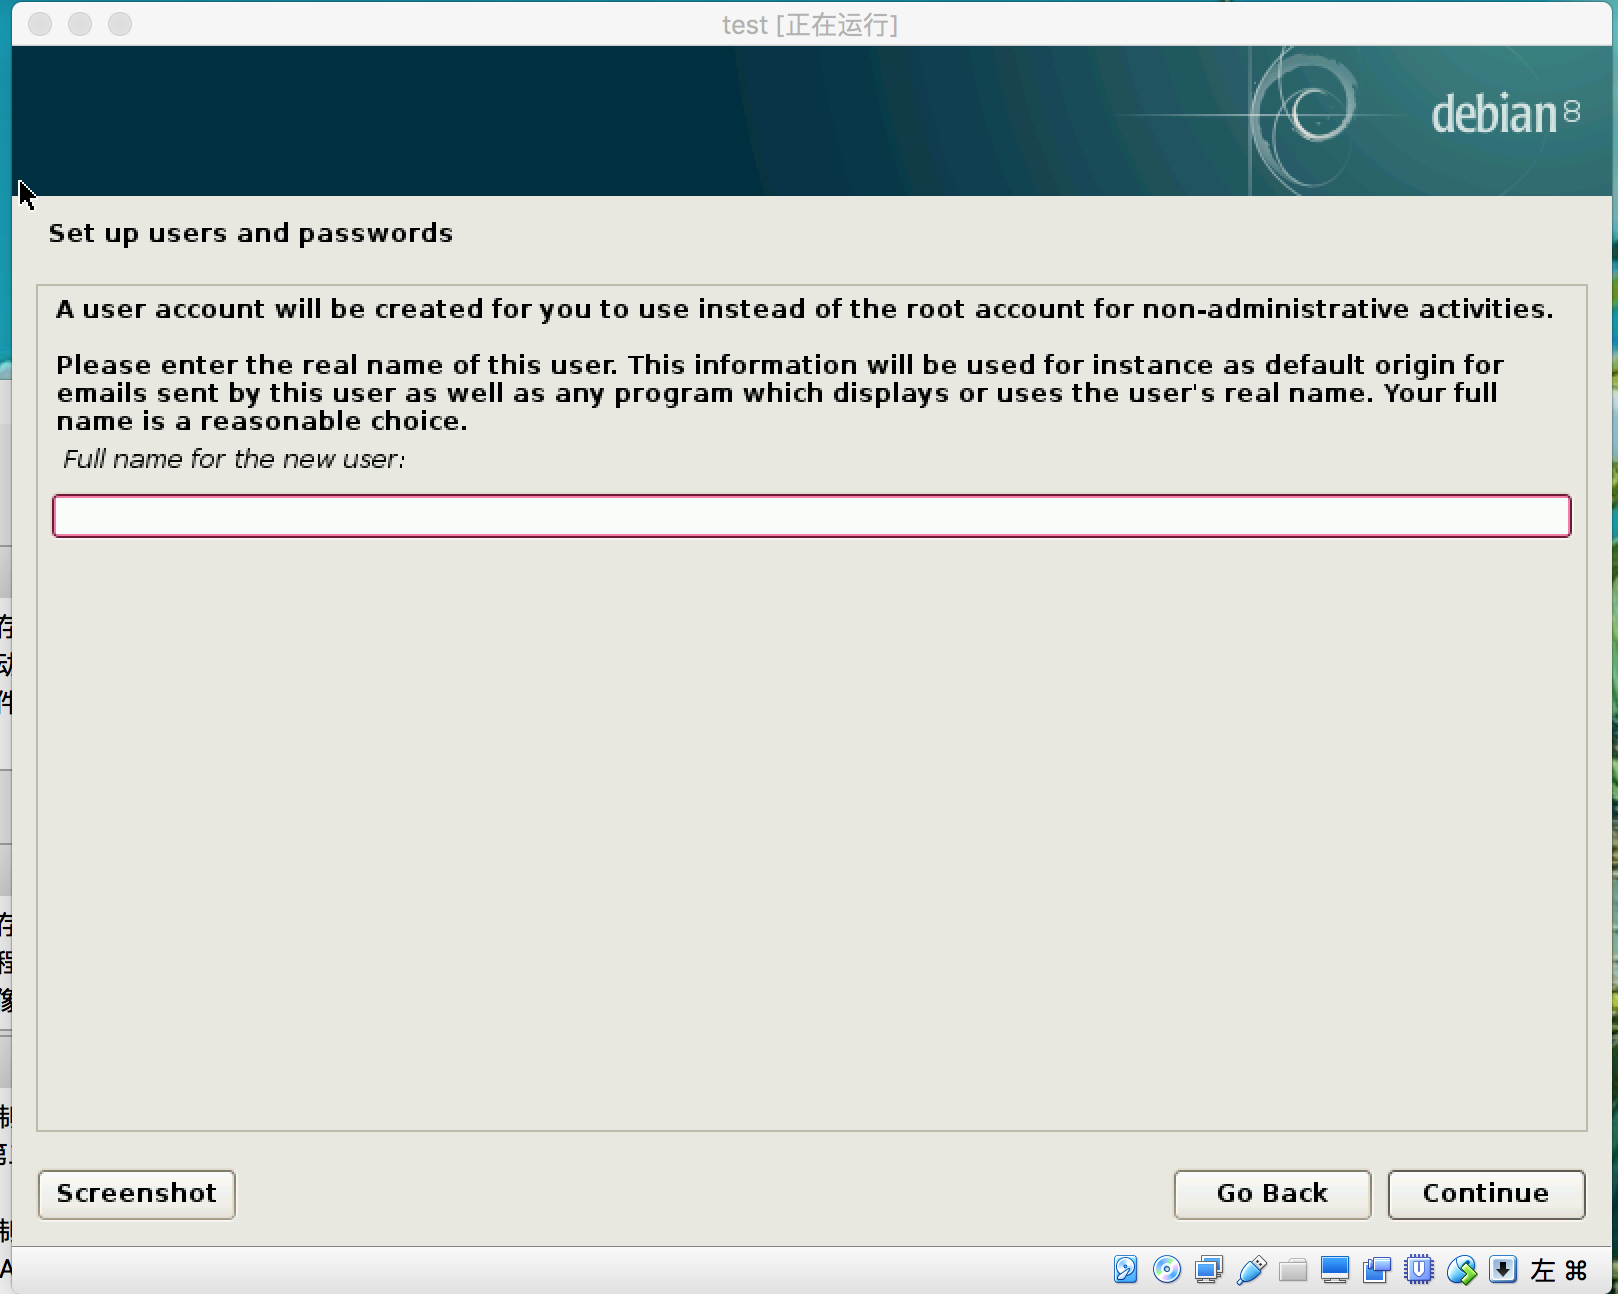 test [正在运行]
debian 8
Set up users and passwords
A user account will be created for you to use instead of the root account for non-administrative activities.
Please enter the real name of this user. This information will be used for instance as default origin for
emails sent by this user as well as any program which displays or uses the user's real name. Your full
name is a reasonable choice.
Full name for the new user:
Screenshot
Go Back
Continue
左 ⌘